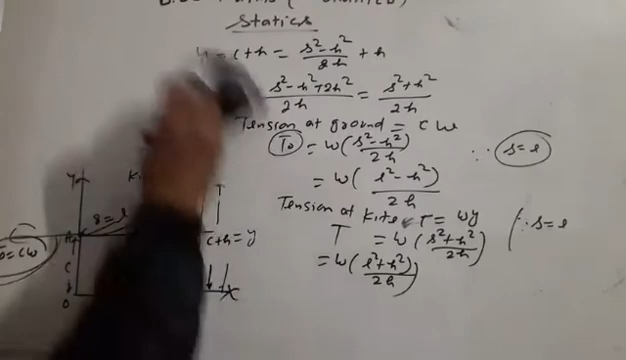 Statics
= c+h = s²-h²/2h + h
s²-h²+2h²/2h = s²+h²/2h
Tension at ground = cw
T₀ = w(s²-h²/2h) ∵ s=l
= w(l²-h²/2h)
Tension at Kite T = wy
T = w(s²+h²/2h) (∵ s=l
= w(l²+h²/2h)
y
T
s=l
c+h = y
A
= cw
c
O
X